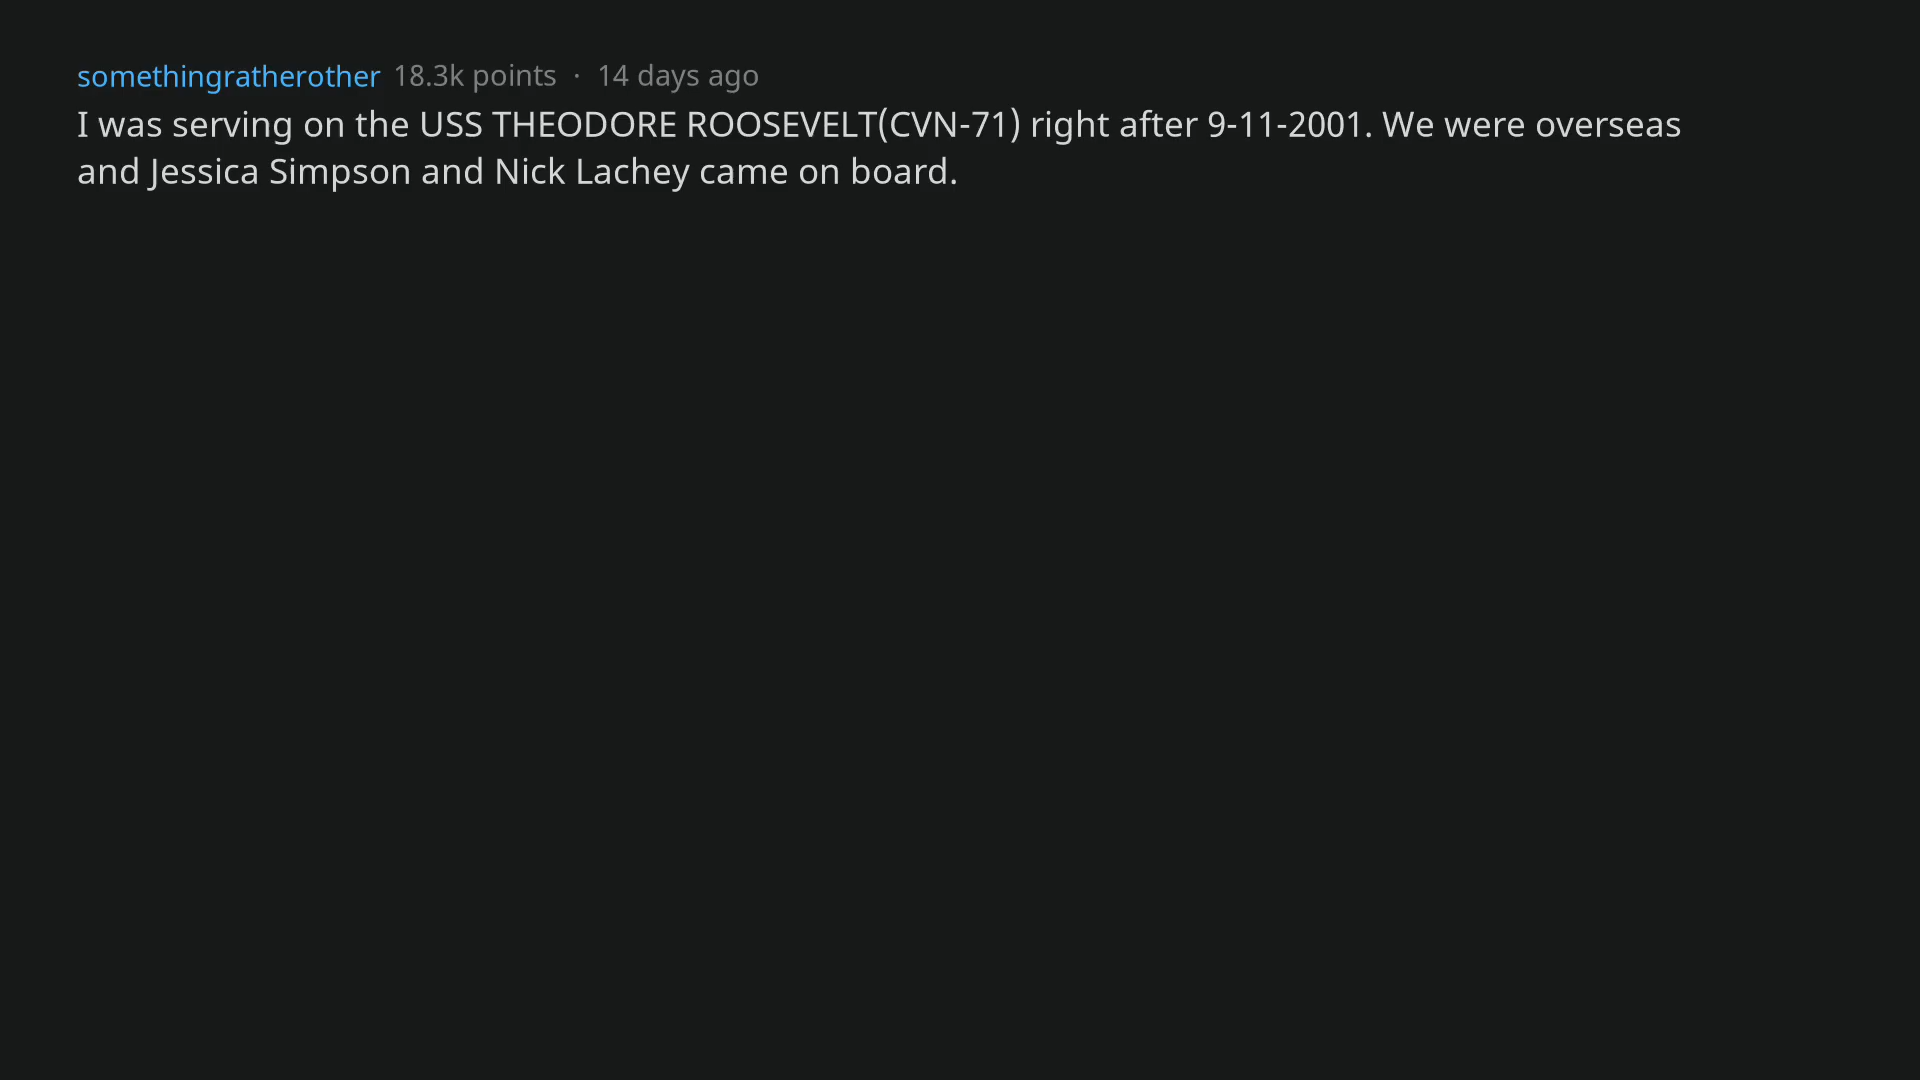 somethingratherother 18.3k points · 14 days ago
I was serving on the USS THEODORE ROOSEVELT(CVN-71) right after 9-11-2001. We were overseas
and Jessica Simpson and Nick Lachey came on board.